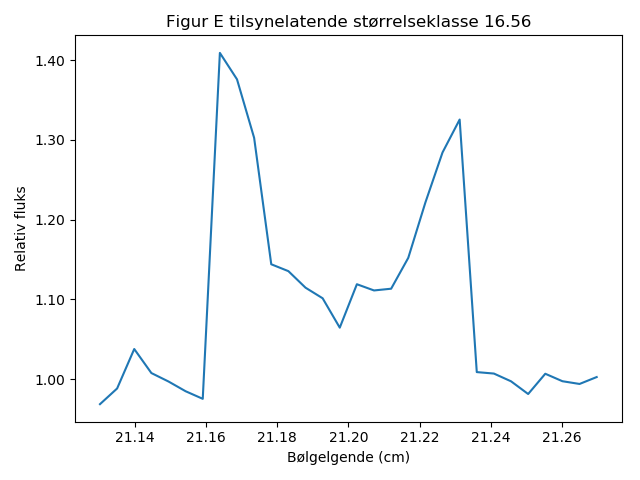 Figur E tilsynelatende størrelseklasse 16.56
1.40
1.30
1.20
1.10
1.00
Relativ fluks
21.14 21.16 21.18 21.20 21.22 21.24 21.26
Bølgelgende (cm)